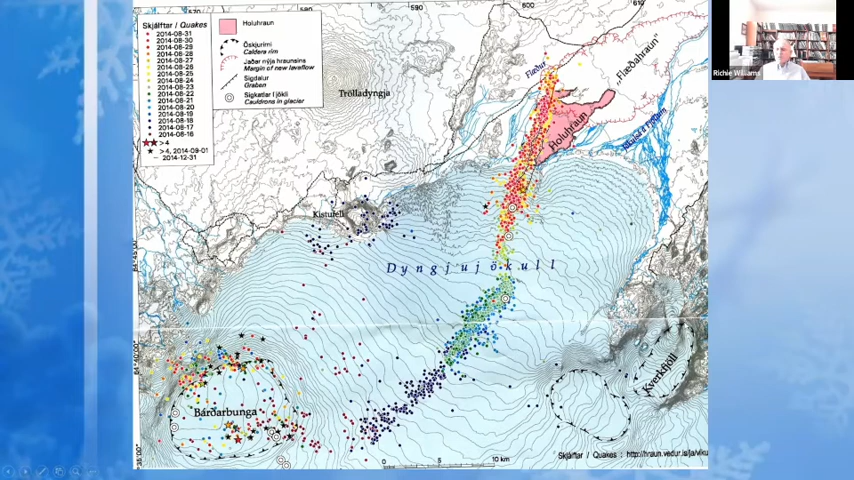 570
580
590
600
610
Skjálftar / Quakes
2014-08-31
2014-08-30
2014-08-29
2014-08-28
2014-08-27
2014-08-26
2014-08-25
2014-08-24
2014-08-23
2014-08-22
2014-08-21
2014-08-20
2014-08-19
2014-08-18
2014-08-17
2014-08-16
>4
>4, 2014-09-01
– 2014-12-31
Holuhraun
Öskjurimi
Caldera rim
Jaðar nýja hraunsins
Margin of new lavaflow
Sigdalur
Graben
Sigkatlar í jökli
Cauldrons in glacier
Richie Williams
Trölladyngja
Flæður
„Flæðahraun“
Holuhraun
Jökulsá á Fjöllum
Kistufell
Dyngjujökull
Kverkfjöll
Bárðarbunga
0 5 10 km
Skjálftar / Quakes : http://hraun.vedur.is/ja/viku